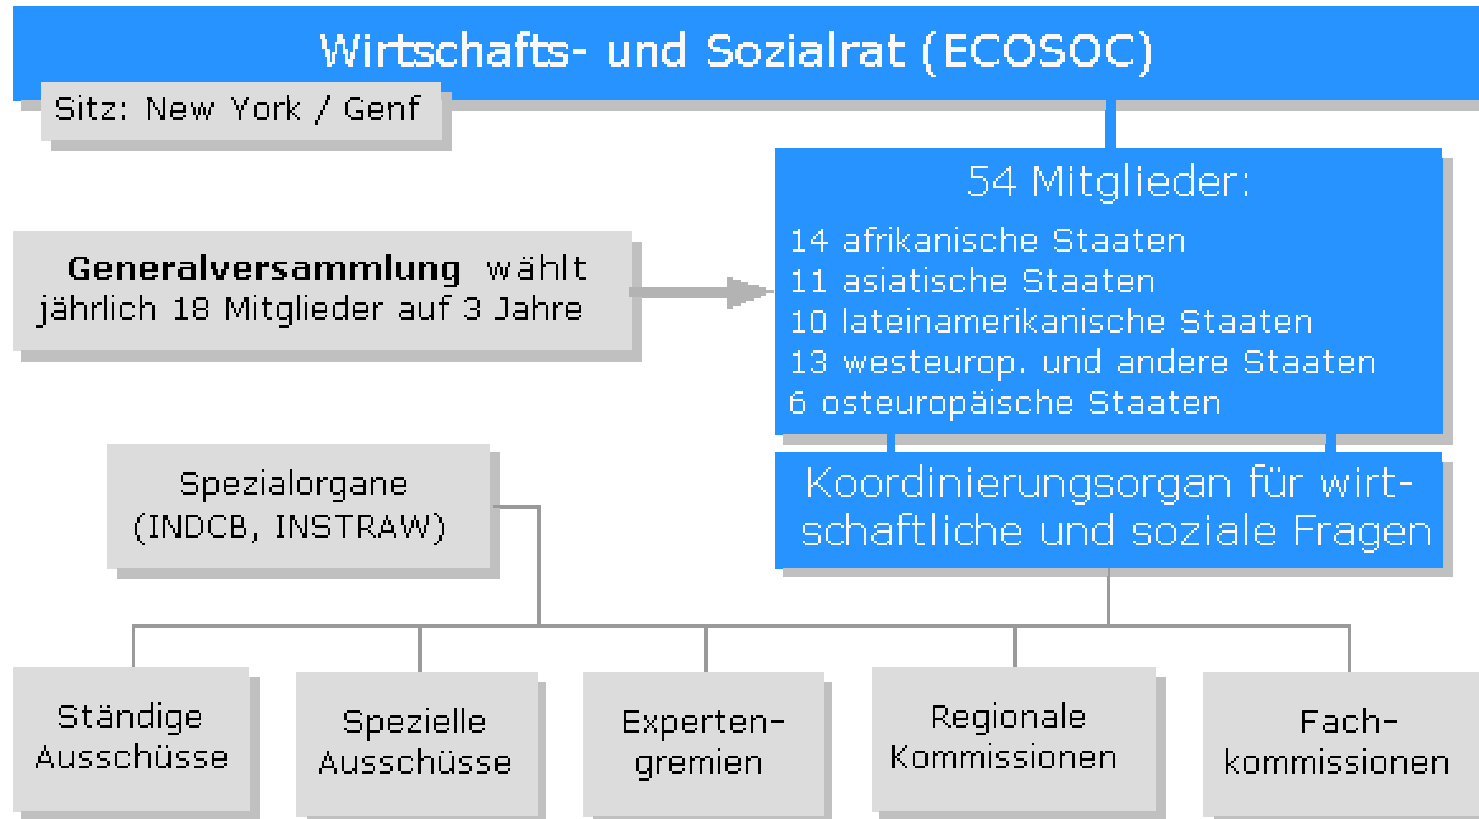 Wirtschafts- und Sozialrat (ECOSOC)
Sitz: New York / Genf
54 Mitglieder:
14 afrikanische Staaten
11 asiatische Staaten
10 lateinamerikanische Staaten
13 westeurop. und andere Staaten
6 osteuropäische Staaten
Generalversammlung wählt
jährlich 18 Mitglieder auf 3 Jahre
Koordinierungsorgan für wirt-
schaftliche und soziale Fragen
Spezialorgane
(INDCB, INSTRAW)
Ständige
Ausschüsse
Spezielle
Ausschüsse
Experten-
gremien
Regionale
Kommissionen
Fach-
kommissionen